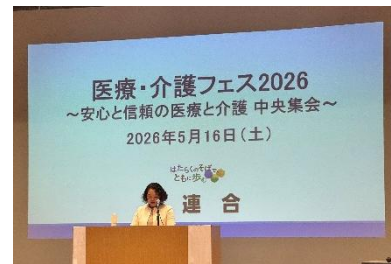 医療・介護フェス2026
～安心と信頼の医療と介護 中央集会～
2026年5月16日(土)
はたらくのそばで
ともに歩む
連合